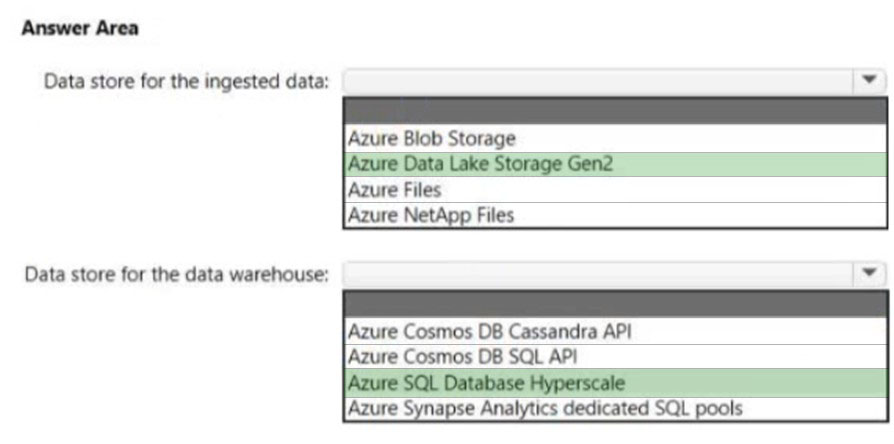 Answer Area
Data store for the ingested data:
Azure Blob Storage
Azure Data Lake Storage Gen2
Azure Files
Azure NetApp Files
Data store for the data warehouse:
Azure Cosmos DB Cassandra API
Azure Cosmos DB SQL API
Azure SQL Database Hyperscale
Azure Synapse Analytics dedicated SQL pools